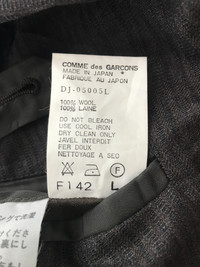 COMME des GARCONS
MADE IN JAPAN
FABRIQUE AU JAPON
DJ-05005L
100% WOOL
100% LAINE
DO NOT BLEACH
USE COOL IRON
DRY CLEAN ONLY
JAVEL INTERDIT
FER DOUX
NETTOYAGE A SEC
F142 L